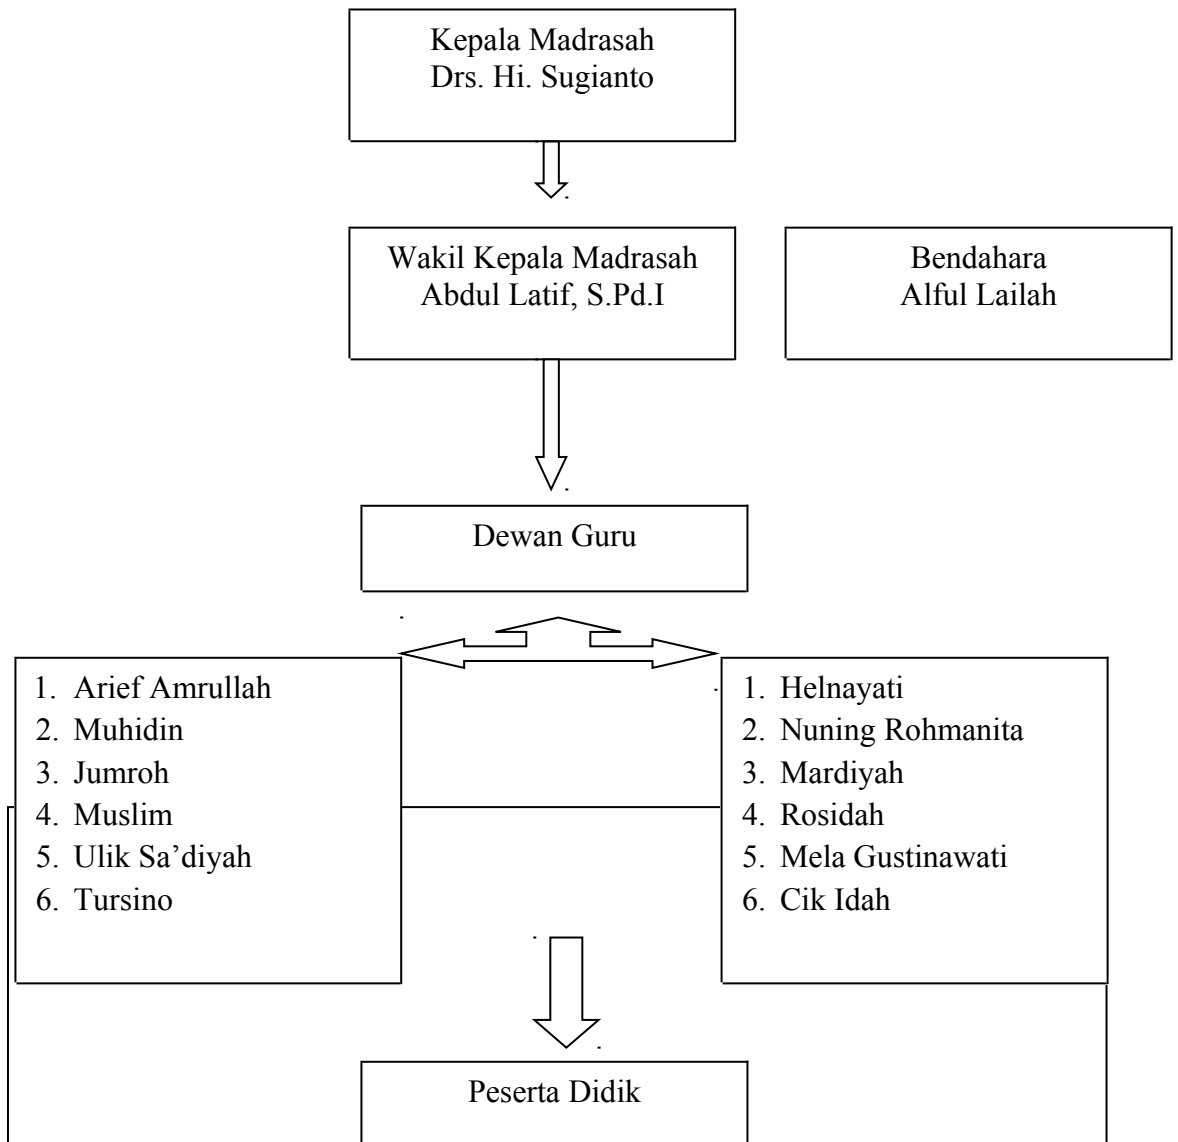 Kepala Madrasah
Drs. Hi. Sugianto
Wakil Kepala Madrasah
Abdul Latif, S.Pd.I
Bendahara
Alful Lailah
Dewan Guru
1. Arief Amrullah
2. Muhidin
3. Jumroh
4. Muslim
5. Ulik Sa’diyah
6. Tursino
1. Helnayati
2. Nuning Rohmanita
3. Mardiyah
4. Rosidah
5. Mela Gustinawati
6. Cik Idah
Peserta Didik